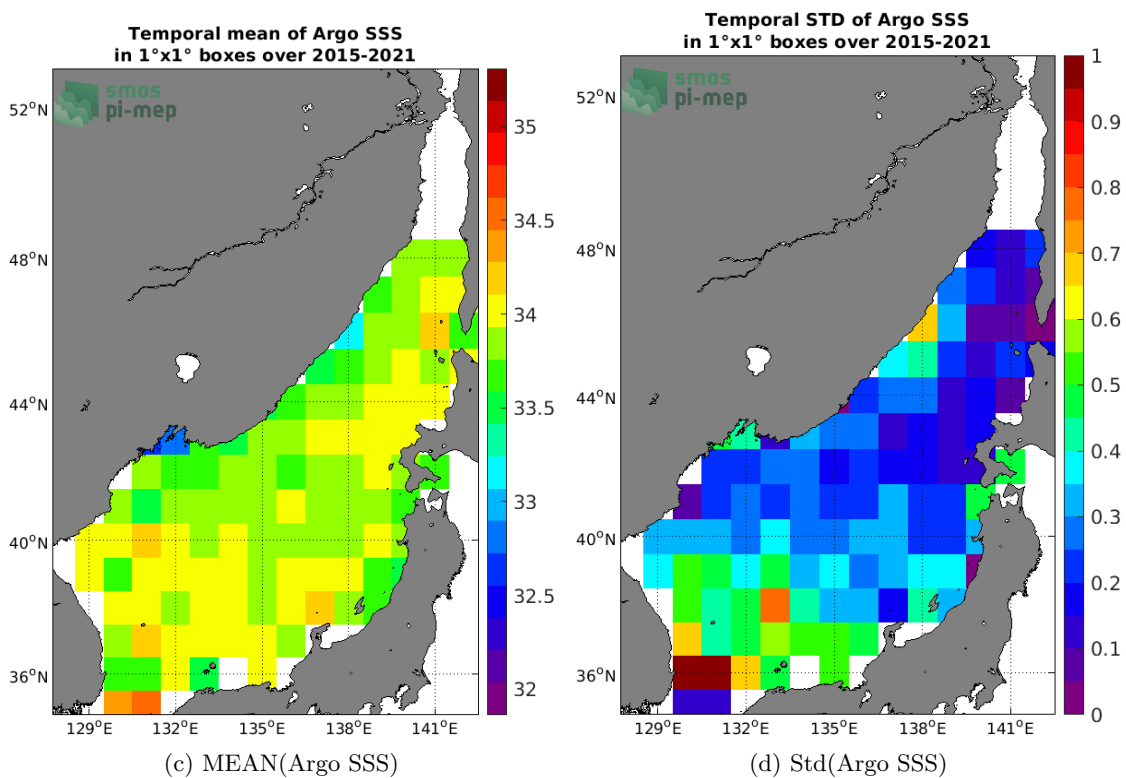 Temporal mean of Argo SSS
in 1°x1° boxes over 2015-2021
smos
pi-mep
52°N
48°N
44°N
40°N
36°N
129°E 132°E 135°E 138°E 141°E
35
34.5
34
33.5
33
32.5
32
(c) MEAN(Argo SSS)
Temporal STD of Argo SSS
in 1°x1° boxes over 2015-2021
smos
pi-mep
52°N
48°N
44°N
40°N
36°N
129°E 132°E 135°E 138°E 141°E
1
0.9
0.8
0.7
0.6
0.5
0.4
0.3
0.2
0.1
0
(d) Std(Argo SSS)